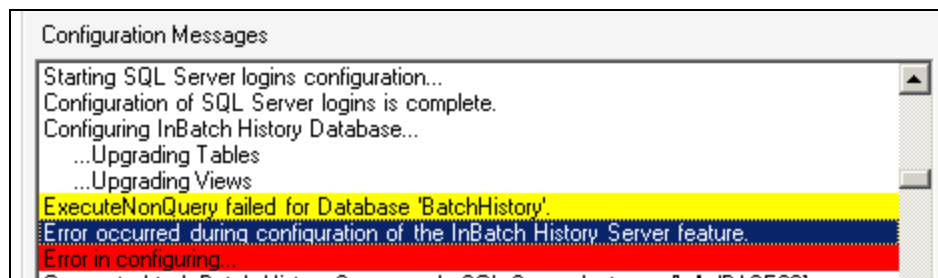 Configuration Messages
Starting SQL Server logins configuration...
Configuration of SQL Server logins is complete.
Configuring InBatch History Database...
...Upgrading Tables
...Upgrading Views
ExecuteNonQuery failed for Database 'BatchHistory'.
Error occurred during configuration of the InBatch History Server feature.
Error in configuring...